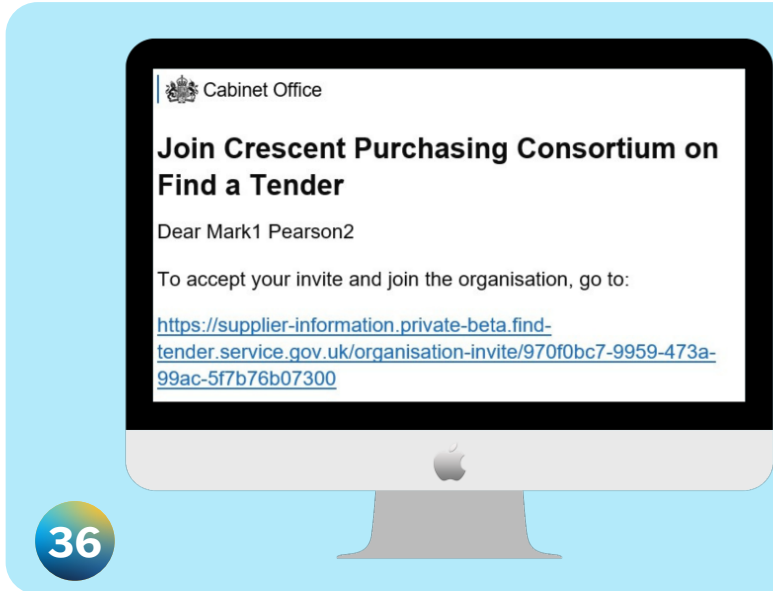 Cabinet Office
Join Crescent Purchasing Consortium on
Find a Tender
Dear Mark1 Pearson2
To accept your invite and join the organisation, go to:
https://supplier-information.private-beta.find-
tender.service.gov.uk/organisation-invite/970f0bc7-9959-473a-
99ac-5f7b76b07300
36